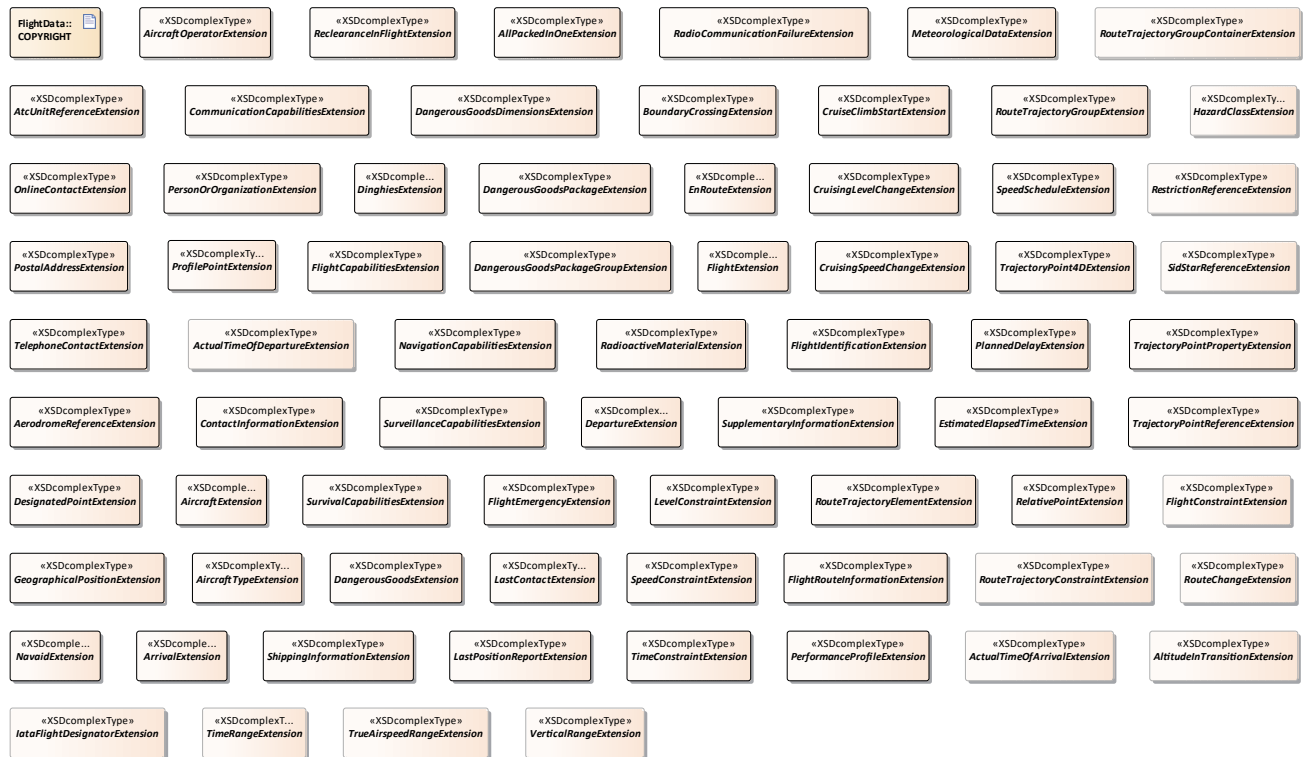 FlightData::
COPYRIGHT
«XSDcomplexType»
AircraftOperatorExtension
«XSDcomplexType»
ReclearanceInFlightExtension
«XSDcomplexType»
AllPackedInOneExtension
«XSDcomplexType»
RadioCommunicationFailureExtension
«XSDcomplexType»
MeteorologicalDataExtension
«XSDcomplexType»
RouteTrajectoryGroupContainerExtension
«XSDcomplexType»
AtcUnitReferenceExtension
«XSDcomplexType»
CommunicationCapabilitiesExtension
«XSDcomplexType»
DangerousGoodsDimensionsExtension
«XSDcomplexType»
BoundaryCrossingExtension
«XSDcomplexType»
CruiseClimbStartExtension
«XSDcomplexType»
RouteTrajectoryGroupExtension
«XSDcomplexTy...
HazardClassExtension
«XSDcomplexType»
OnlineContactExtension
«XSDcomplexType»
PersonOrOrganizationExtension
«XSDcomple...
DinghiesExtension
«XSDcomplexType»
DangerousGoodsPackageExtension
«XSDcomple...
EnRouteExtension
«XSDcomplexType»
CruisingLevelChangeExtension
«XSDcomplexType»
SpeedScheduleExtension
«XSDcomplexType»
RestrictionReferenceExtension
«XSDcomplexType»
PostalAddressExtension
«XSDcomplexTy...
ProfilePointExtension
«XSDcomplexType»
FlightCapabilitiesExtension
«XSDcomplexType»
DangerousGoodsPackageGroupExtension
«XSDcomple...
FlightExtension
«XSDcomplexType»
CruisingSpeedChangeExtension
«XSDcomplexType»
TrajectoryPoint4DExtension
«XSDcomplexType»
SidStarReferenceExtension
«XSDcomplexType»
TelephoneContactExtension
«XSDcomplexType»
ActualTimeOfDepartureExtension
«XSDcomplexType»
NavigationCapabilitiesExtension
«XSDcomplexType»
RadioactiveMaterialExtension
«XSDcomplexType»
FlightIdentificationExtension
«XSDcomplexType»
PlannedDelayExtension
«XSDcomplexType»
TrajectoryPointPropertyExtension
«XSDcomplexType»
AerodromeReferenceExtension
«XSDcomplexType»
ContactInformationExtension
«XSDcomplexType»
SurveillanceCapabilitiesExtension
«XSDcomplex...
DepartureExtension
«XSDcomplexType»
SupplementaryInformationExtension
«XSDcomplexType»
EstimatedElapsedTimeExtension
«XSDcomplexType»
TrajectoryPointReferenceExtension
«XSDcomplexType»
DesignatedPointExtension
«XSDcomple...
AircraftExtension
«XSDcomplexType»
SurvivalCapabilitiesExtension
«XSDcomplexType»
FlightEmergencyExtension
«XSDcomplexType»
LevelConstraintExtension
«XSDcomplexType»
RouteTrajectoryElementExtension
«XSDcomplexType»
RelativePointExtension
«XSDcomplexType»
FlightConstraintExtension
«XSDcomplexType»
GeographicalPositionExtension
«XSDcomplexTy...
AircraftTypeExtension
«XSDcomplexType»
DangerousGoodsExtension
«XSDcomplexTy...
LastContactExtension
«XSDcomplexType»
SpeedConstraintExtension
«XSDcomplexType»
FlightRouteInformationExtension
«XSDcomplexType»
RouteTrajectoryConstraintExtension
«XSDcomplexType»
RouteChangeExtension
«XSDcomple...
NavaidExtension
«XSDcomple...
ArrivalExtension
«XSDcomplexType»
ShippingInformationExtension
«XSDcomplexType»
LastPositionReportExtension
«XSDcomplexType»
TimeConstraintExtension
«XSDcomplexType»
PerformanceProfileExtension
«XSDcomplexType»
ActualTimeOfArrivalExtension
«XSDcomplexType»
AltitudeInTransitionExtension
«XSDcomplexType»
IataFlightDesignatorExtension
«XSDcomplexT...
TimeRangeExtension
«XSDcomplexType»
TrueAirspeedRangeExtension
«XSDcomplexType»
VerticalRangeExtension